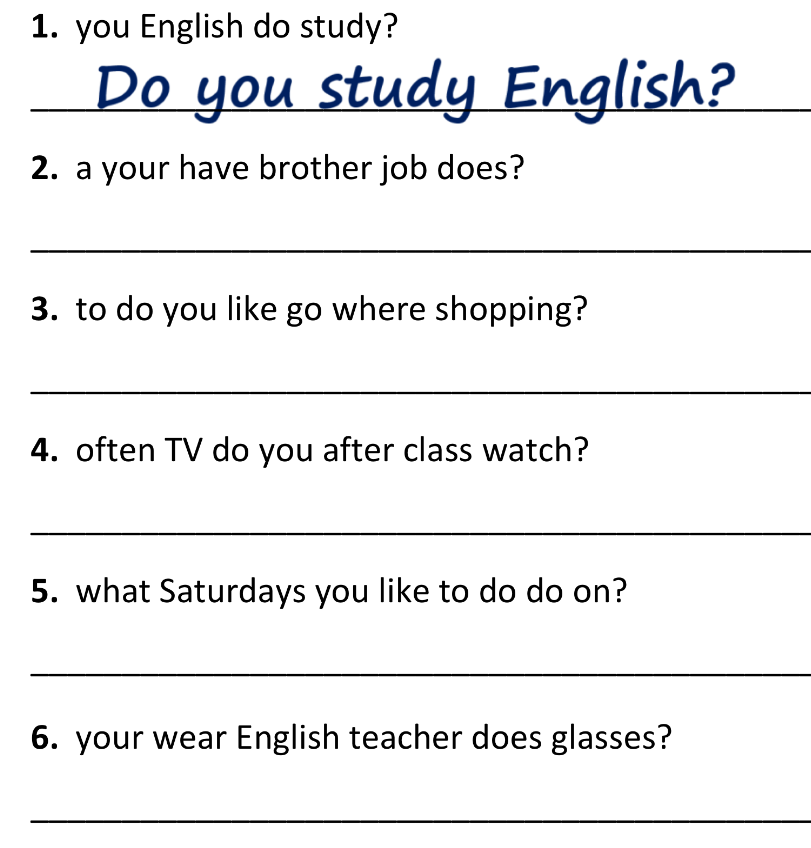 1. you English do study?
Do you study English?
2. a your have brother job does?
3. to do you like go where shopping?
4. often TV do you after class watch?
5. what Saturdays you like to do do on?
6. your wear English teacher does glasses?